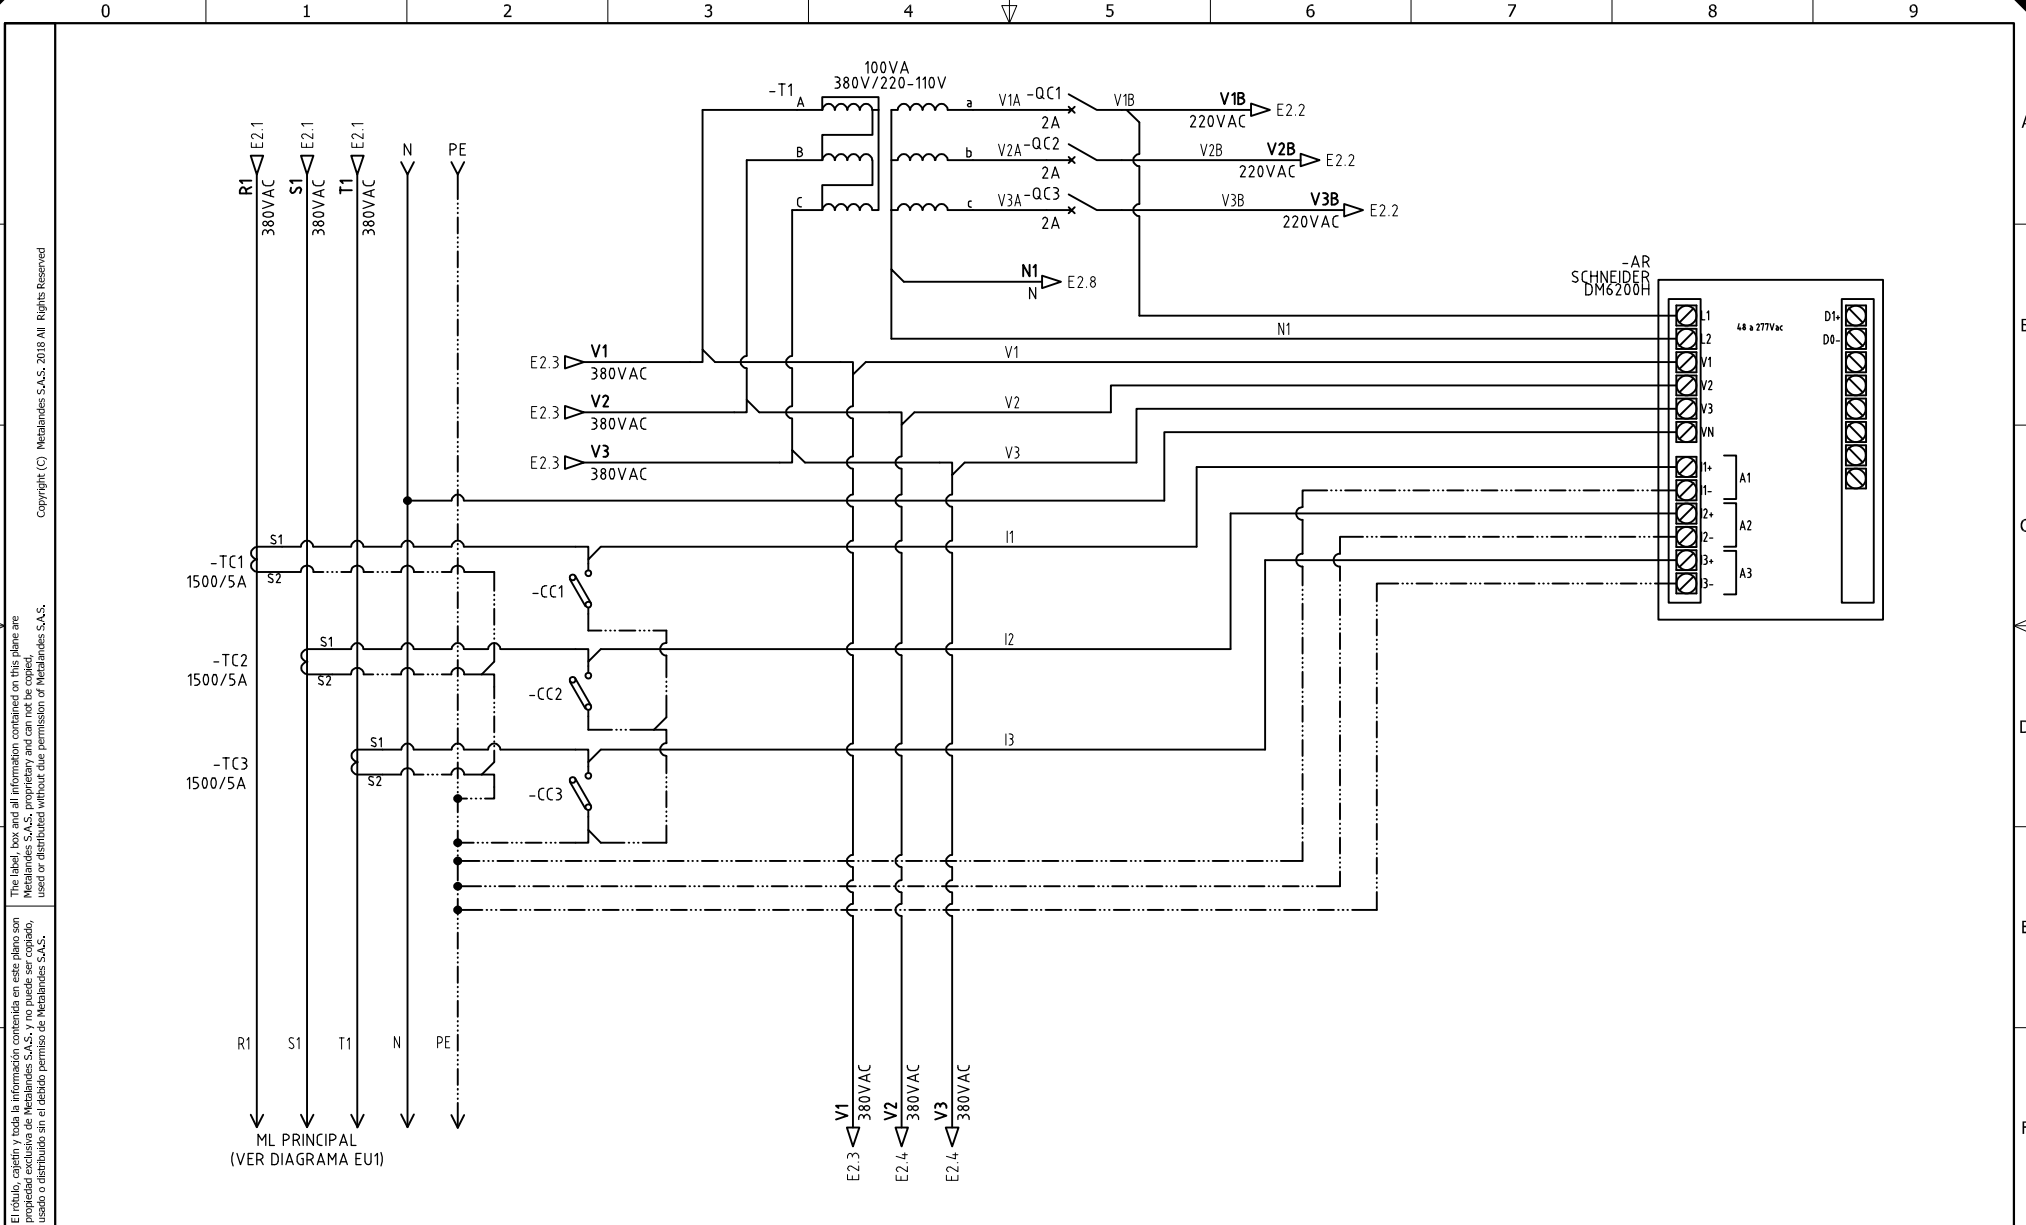 0 1 2 3 4 5 6 7 8 9
100VA
380V/220-110V
-T1
A
a
V1A
-QC1
2A
V1B
V1B
220VAC
E2.2
B
b
V2A
-QC2
2A
V2B
V2B
220VAC
E2.2
C
c
V3A
-QC3
2A
V3B
V3B
220VAC
E2.2
E2.1
E2.1
E2.1
N
PE
R1
380VAC
S1
380VAC
T1
380VAC
N1
N
E2.8
-AR
SCHNEIDER
DM6200H
L1
L2
V1
V2
V3
VN
I1+
I1-
I2+
I2-
I3+
I3-
48 a 277Vac
D1+
D0-
A1
A2
A3
N1
E2.3
V1
380VAC
V1
E2.3
V2
380VAC
V2
E2.3
V3
380VAC
V3
S1
-TC1
1500/5A
S2
I1
-CC1
S1
-TC2
1500/5A
S2
I2
-CC2
S1
-TC3
1500/5A
S2
I3
-CC3
R1
S1
T1
N
PE
ML PRINCIPAL
(VER DIAGRAMA EU1)
V1
380VAC
E2.3
V2
380VAC
E2.4
V3
380VAC
E2.4
The label, box and all information contained on this plane are
Metalandes S.A.S. proprietary and can not be copied,
used or distributed without due permission of Metalandes S.A.S.
Copyright (C) Metalandes S.A.S. 2018 All Rights Reserved
El rótulo, cajetín y toda la información contenida en este plano son
propiedad exclusiva de Metalandes S.A.S. y no puede ser copiado,
usado o distribuido sin el debido permiso de Metalandes S.A.S.